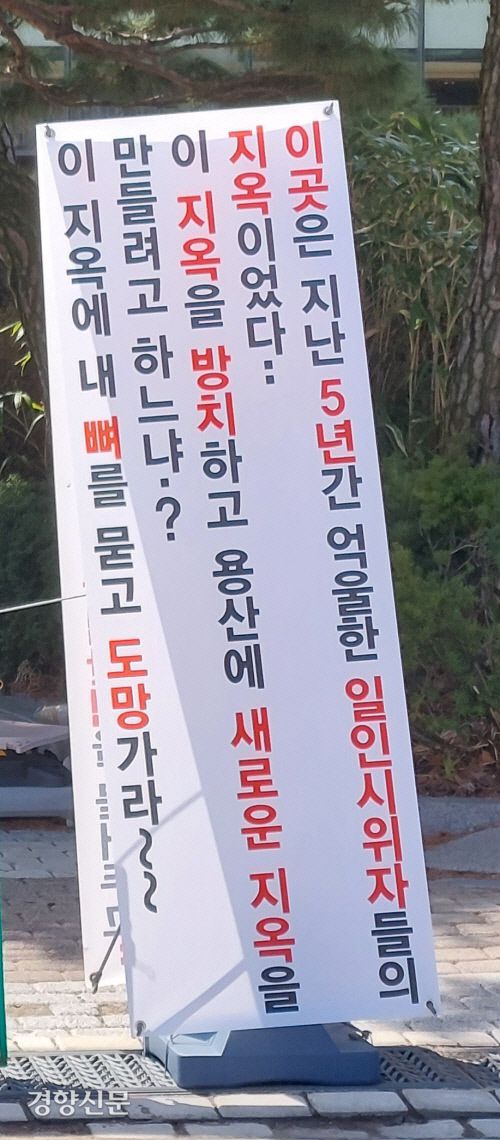 이곳은 지난 5년간 억울한 일인시위자들의
지옥이었다..
이 지옥을 방치하고 용산에 새로운 지옥을
만들려고 하느냐.?
이 지옥에 내 뼈를 묻고 도망가라~~
경향신문